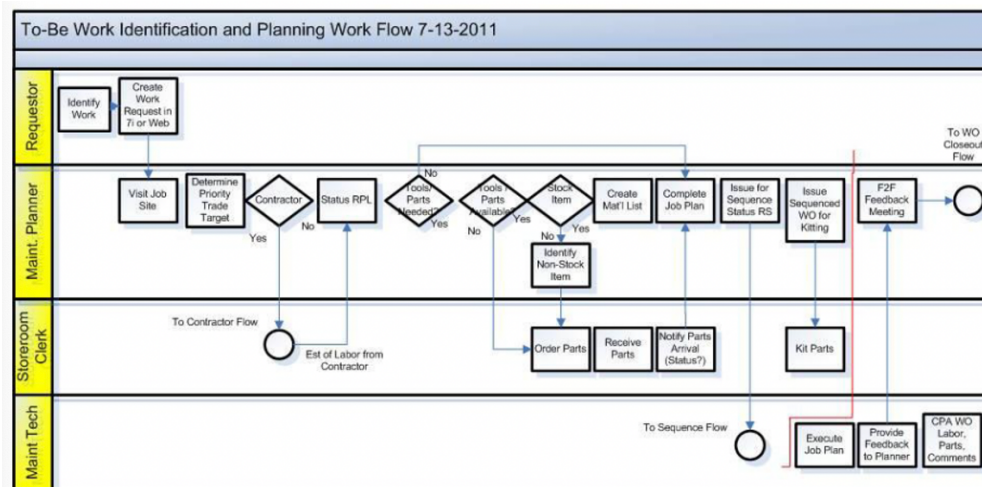 To-Be Work Identification and Planning Work Flow 7-13-2011
Requestor
Identify
Work
Create
Work
Request in
7i or Web
To WO
Closeout
Flow
Maint. Planner
Visit Job
Site
Determine
Priority
Trade
Target
Contractor
Yes
No
Status RPL
Tools/
Parts
Needed?
No
Yes
Tools /
Parts
Available?
No
Yes
Stock
Item
No
Yes
Identify
Non-Stock
Item
Create
Mat'l List
Complete
Job Plan
Issue for
Sequence
Status RS
Issue
Sequenced
WO for
Kitting
F2F
Feedback
Meeting
Storeroom
Clerk
To Contractor Flow
Est of Labor from
Contractor
Order Parts
Receive
Parts
Notify Parts
Arrival
(Status?)
Kit Parts
Maint Tech
To Sequence Flow
Execute
Job Plan
Provide
Feedback
to Planner
CPA WO
Labor,
Parts,
Comments